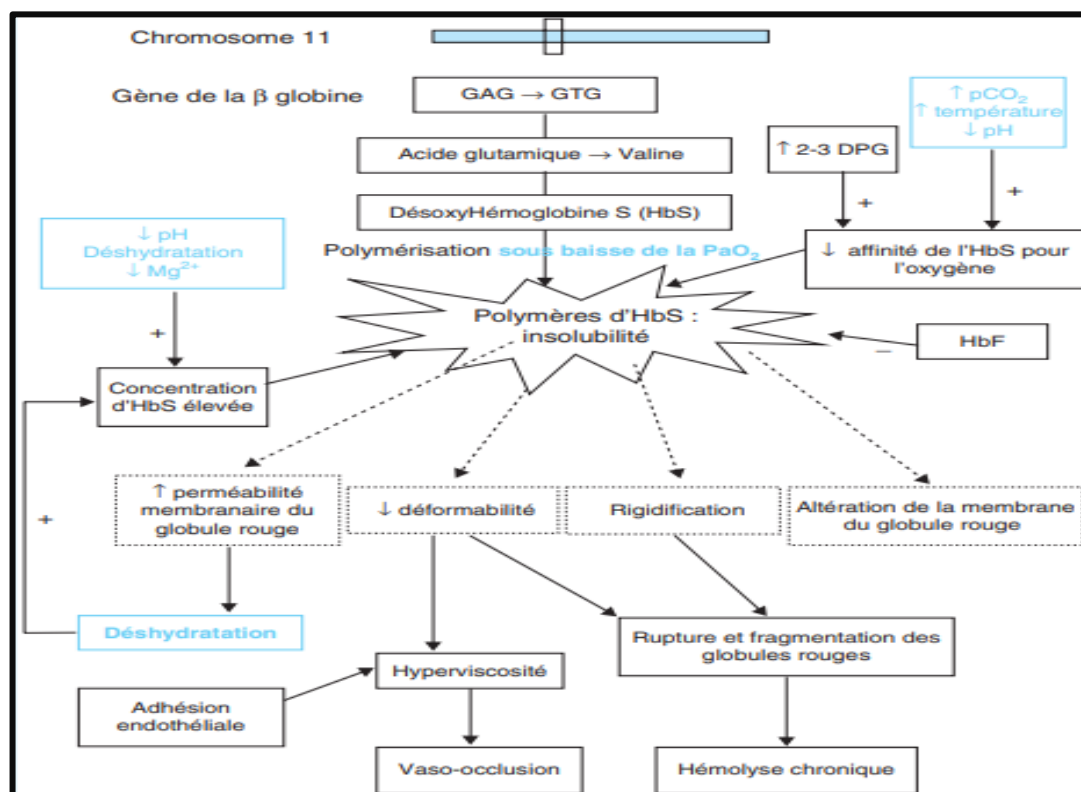 Chromosome 11
Gène de la β globine
GAG → GTG
↑ pCO₂
↑ température
↓ pH
Acide glutamique → Valine
↑ 2-3 DPG
+
+
DésoxyHémoglobine S (HbS)
↓ pH
Déshydratation
↓ Mg²⁺
Polymérisation sous baisse de la PaO₂
↓ affinité de l'HbS pour
l'oxygène
+
Polymères d'HbS :
insolubilité
–
HbF
Concentration
d'HbS élevée
+
↑ perméabilité
membranaire du
globule rouge
↓ déformabilité
Rigidification
Altération de la membrane
du globule rouge
Déshydratation
Rupture et fragmentation des
globules rouges
Hyperviscosité
Adhésion
endothéliale
Vaso-occlusion
Hémolyse chronique